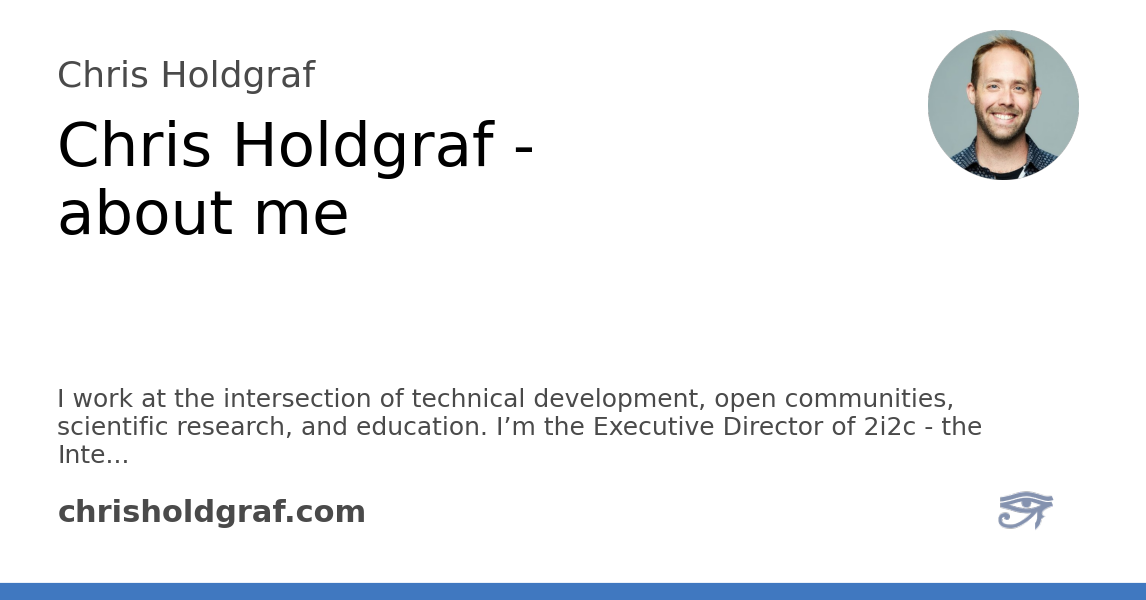 Chris Holdgraf
Chris Holdgraf -
about me
I work at the intersection of technical development, open communities,
scientific research, and education. I’m the Executive Director of 2i2c - the
Inte...
chrisholdgraf.com